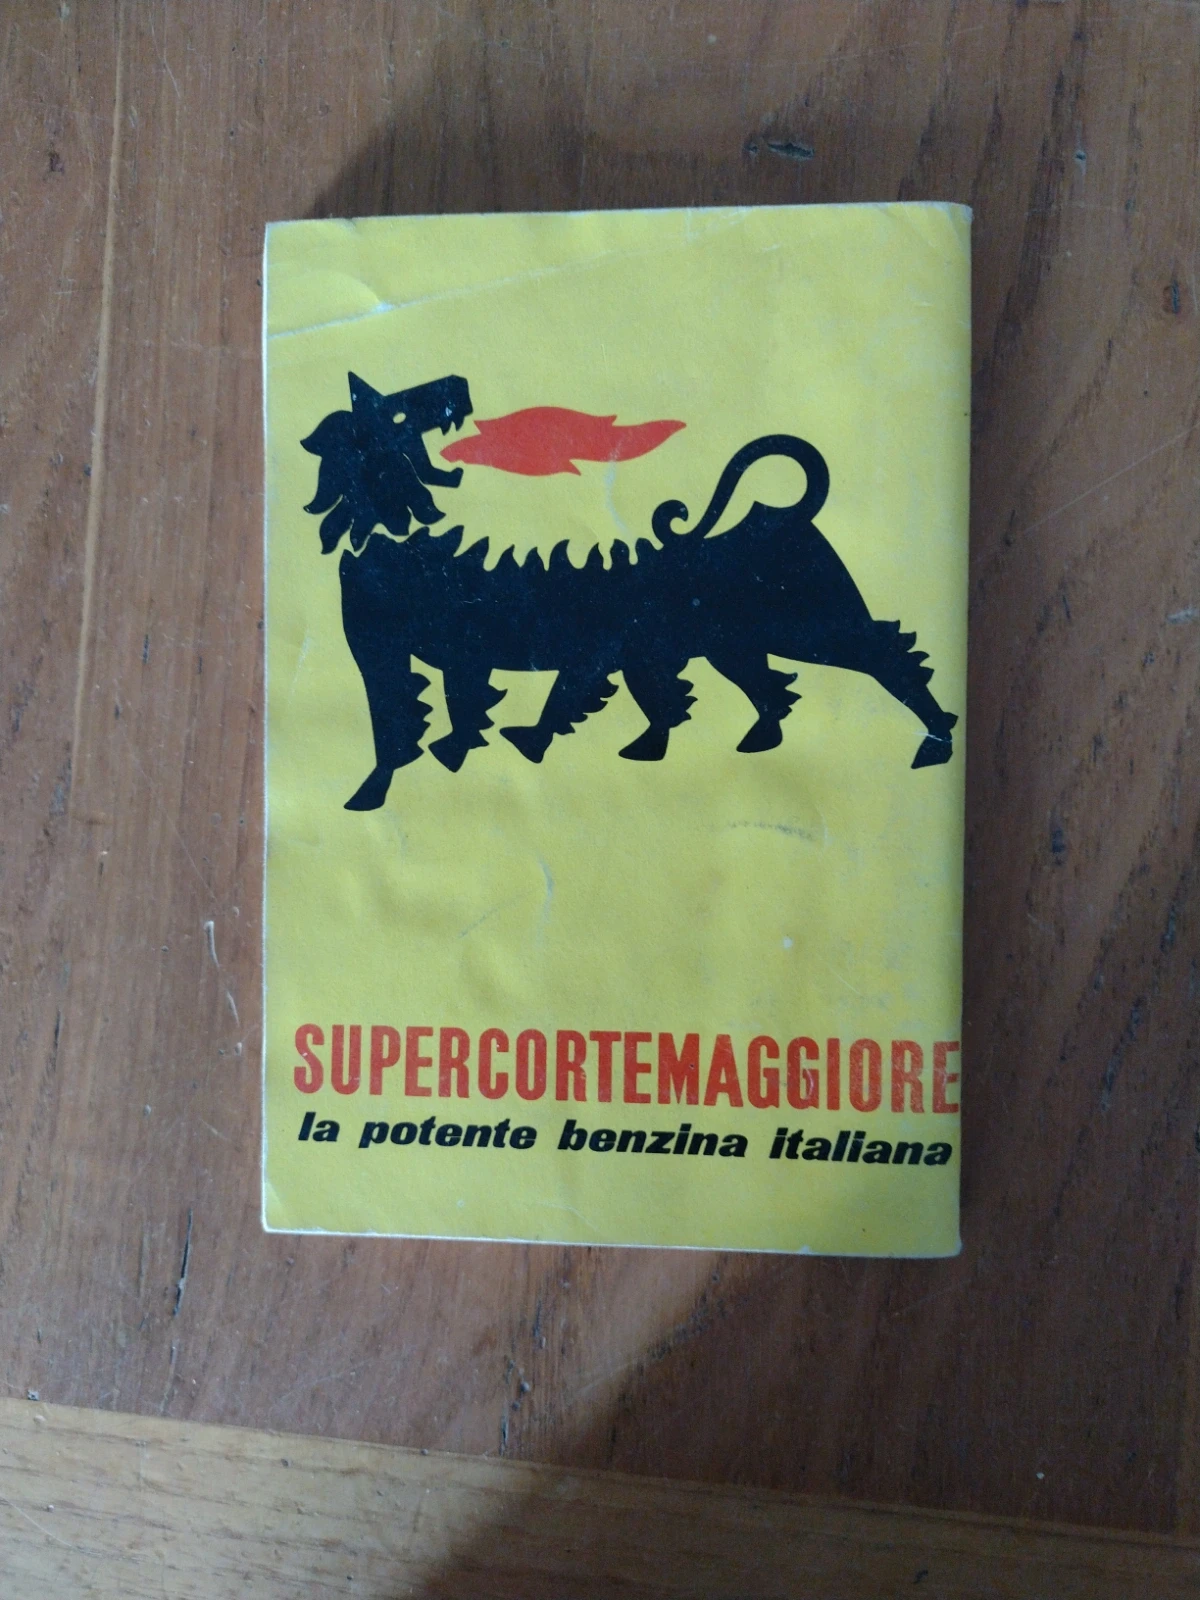 SUPERCORTEMAGGIORE
la potente benzina italiana